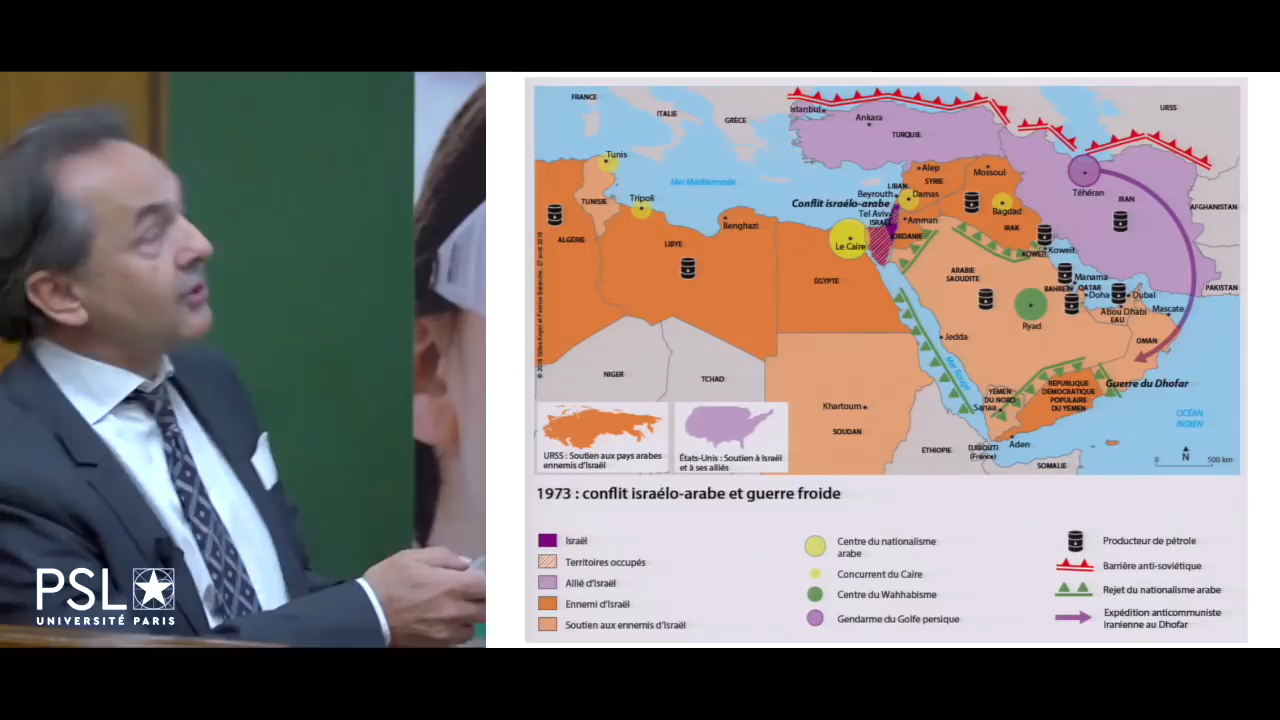 PSL
UNIVERSITÉ PARIS
FRANCE
ITALIE
GRÈCE
Istanbul
Ankara
TURQUIE
URSS
Tunis
TUNISIE
Mer Méditerranée
Tripoli
Benghazi
ALGÉRIE
LIBYE
Alep
SYRIE
Mossoul
LIBAN
Beyrouth
Damas
Conflit israélo-arabe
Tel Aviv
ISRAËL
Amman
JORDANIE
Bagdad
IRAK
Téhéran
IRAN
AFGHANISTAN
Le Caire
ÉGYPTE
KOWEÏT
Koweït
ARABIE
SAOUDITE
Manama
BAHREÏN
QATAR
Doha
Dubaï
Abou Dhabi
EAU
Mascate
PAKISTAN
Ryad
OMAN
Jedda
Mer Rouge
NIGER
TCHAD
Khartoum
SOUDAN
YÉMEN
DU NORD
Sanaa
RÉPUBLIQUE
DÉMOCRATIQUE
POPULAIRE
DU YÉMEN
Guerre du Dhofar
OCÉAN
INDIEN
Aden
ÉTHIOPIE
DJIBOUTI
(France)
SOMALIE
N
0 500 km
URSS : Soutien aux pays arabes
ennemis d'Israël
États-Unis : Soutien à Israël
et à ses alliés
1973 : conflit israélo-arabe et guerre froide
Israël
Territoires occupés
Allié d'Israël
Ennemi d'Israël
Soutien aux ennemis d'Israël
Centre du nationalisme
arabe
Concurrent du Caire
Centre du Wahhabisme
Gendarme du Golfe persique
Producteur de pétrole
Barrière anti-soviétique
Rejet du nationalisme arabe
Expédition anticommuniste
iranienne au Dhofar